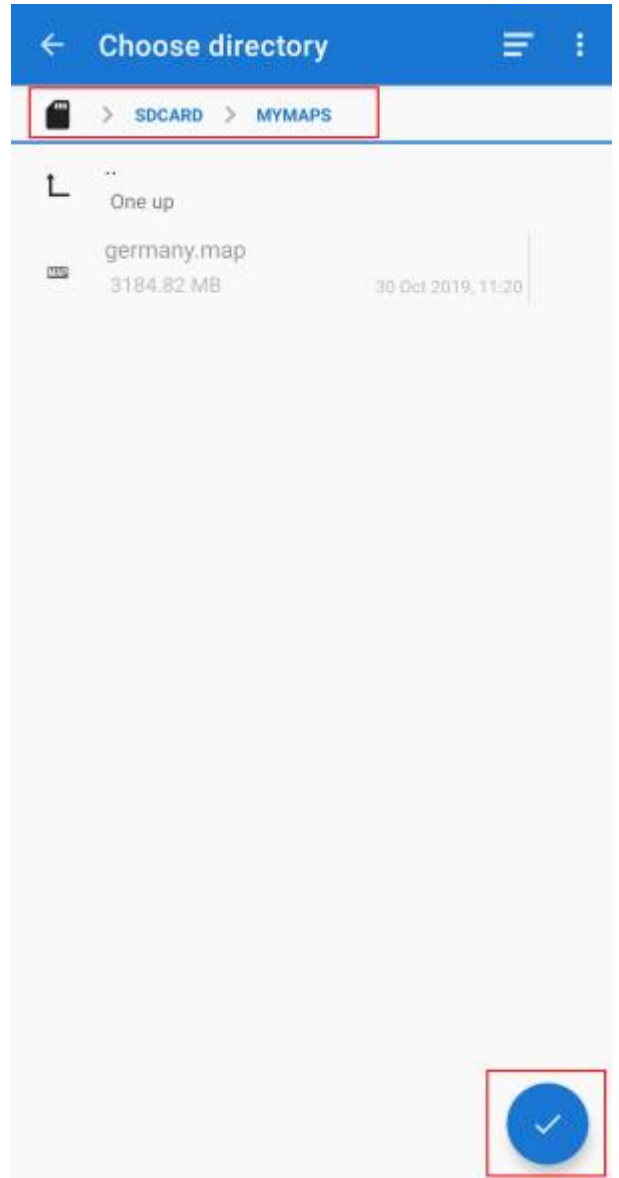 Choose directory
SDCARD > MYMAPS
..
One up
germany.map
3184.82 MB 30 Oct 2019, 11:20